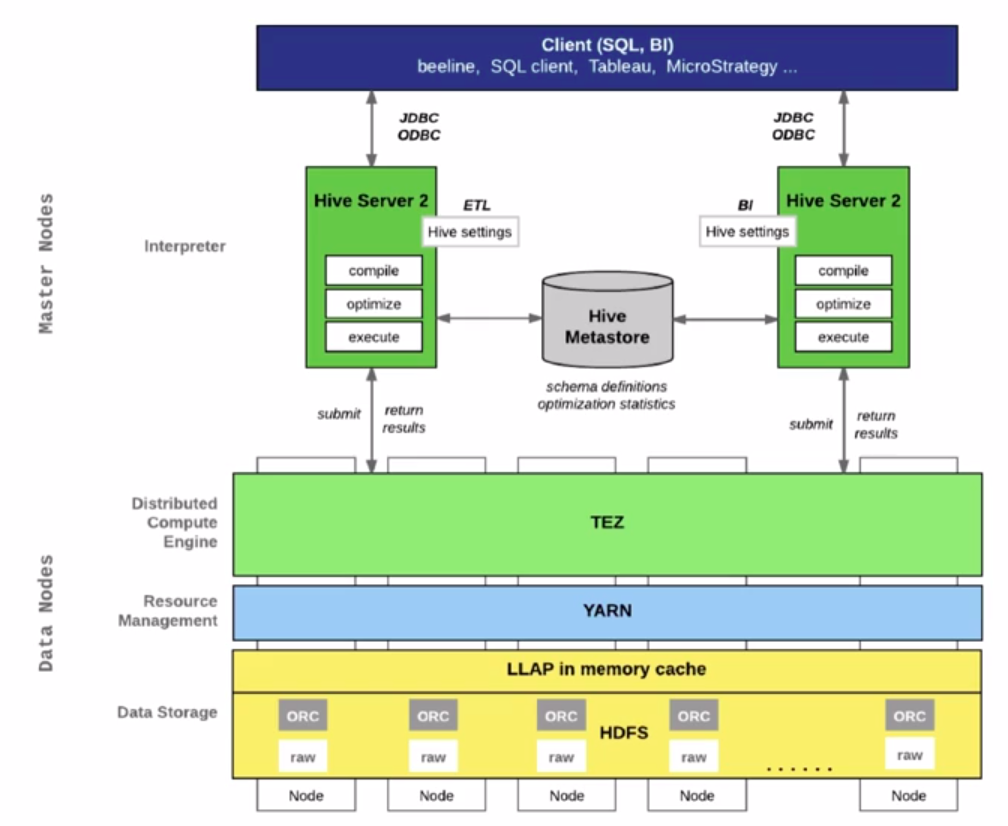 Client (SQL, BI)
beeline, SQL client, Tableau, MicroStrategy ...
JDBC
ODBC
JDBC
ODBC
Master Nodes
Interpreter
Hive Server 2
ETL
Hive settings
compile
optimize
execute
Hive
Metastore
schema definitions
optimization statistics
BI
Hive settings
Hive Server 2
compile
optimize
execute
submit
return
results
submit
return
results
Data Nodes
Distributed
Compute
Engine
TEZ
Resource
Management
YARN
LLAP in memory cache
Data Storage
ORC
ORC
ORC
HDFS
ORC
ORC
raw
raw
raw
raw
......
raw
Node
Node
Node
Node
Node